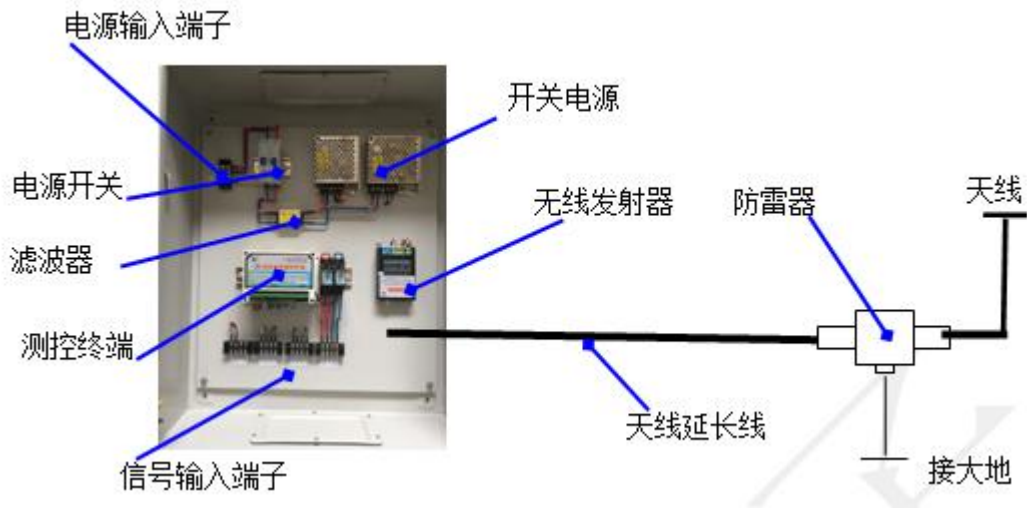 电源输入端子
开关电源
电源开关
无线发射器
防雷器
天线
滤波器
测控终端
天线延长线
信号输入端子
接大地